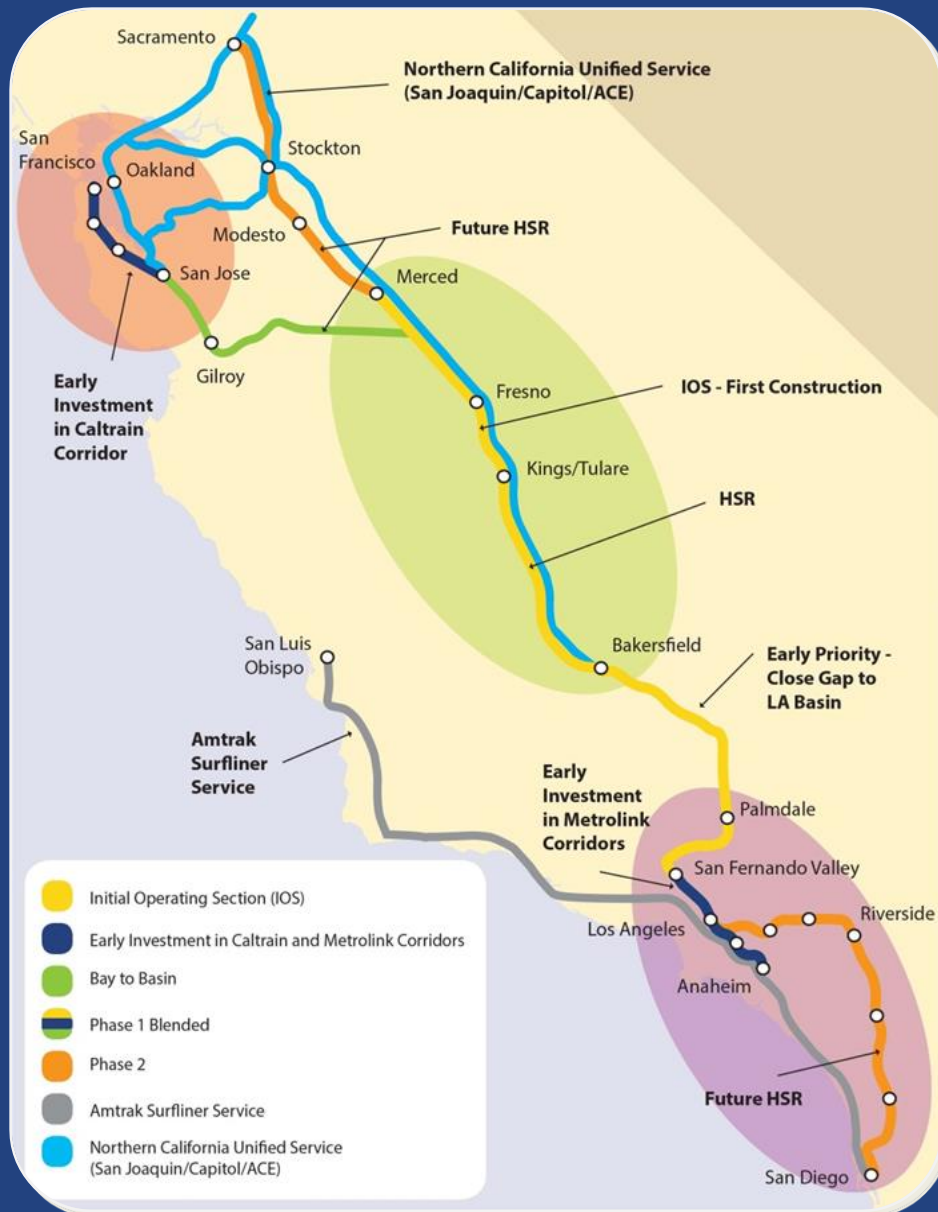 Sacramento
Northern California Unified Service
(San Joaquin/Capitol/ACE)
San
Francisco
Oakland
Stockton
Modesto
Future HSR
San Jose
Merced
Gilroy
Early
Investment
in Caltrain
Corridor
Fresno
IOS - First Construction
Kings/Tulare
HSR
San Luis
Obispo
Bakersfield
Early Priority -
Close Gap to
LA Basin
Amtrak
Surfliner
Service
Early
Investment
in Metrolink
Corridors
Palmdale
San Fernando Valley
Los Angeles
Riverside
Anaheim
Future HSR
San Diego
Initial Operating Section (IOS)
Early Investment in Caltrain and Metrolink Corridors
Bay to Basin
Phase 1 Blended
Phase 2
Amtrak Surfliner Service
Northern California Unified Service
(San Joaquin/Capitol/ACE)